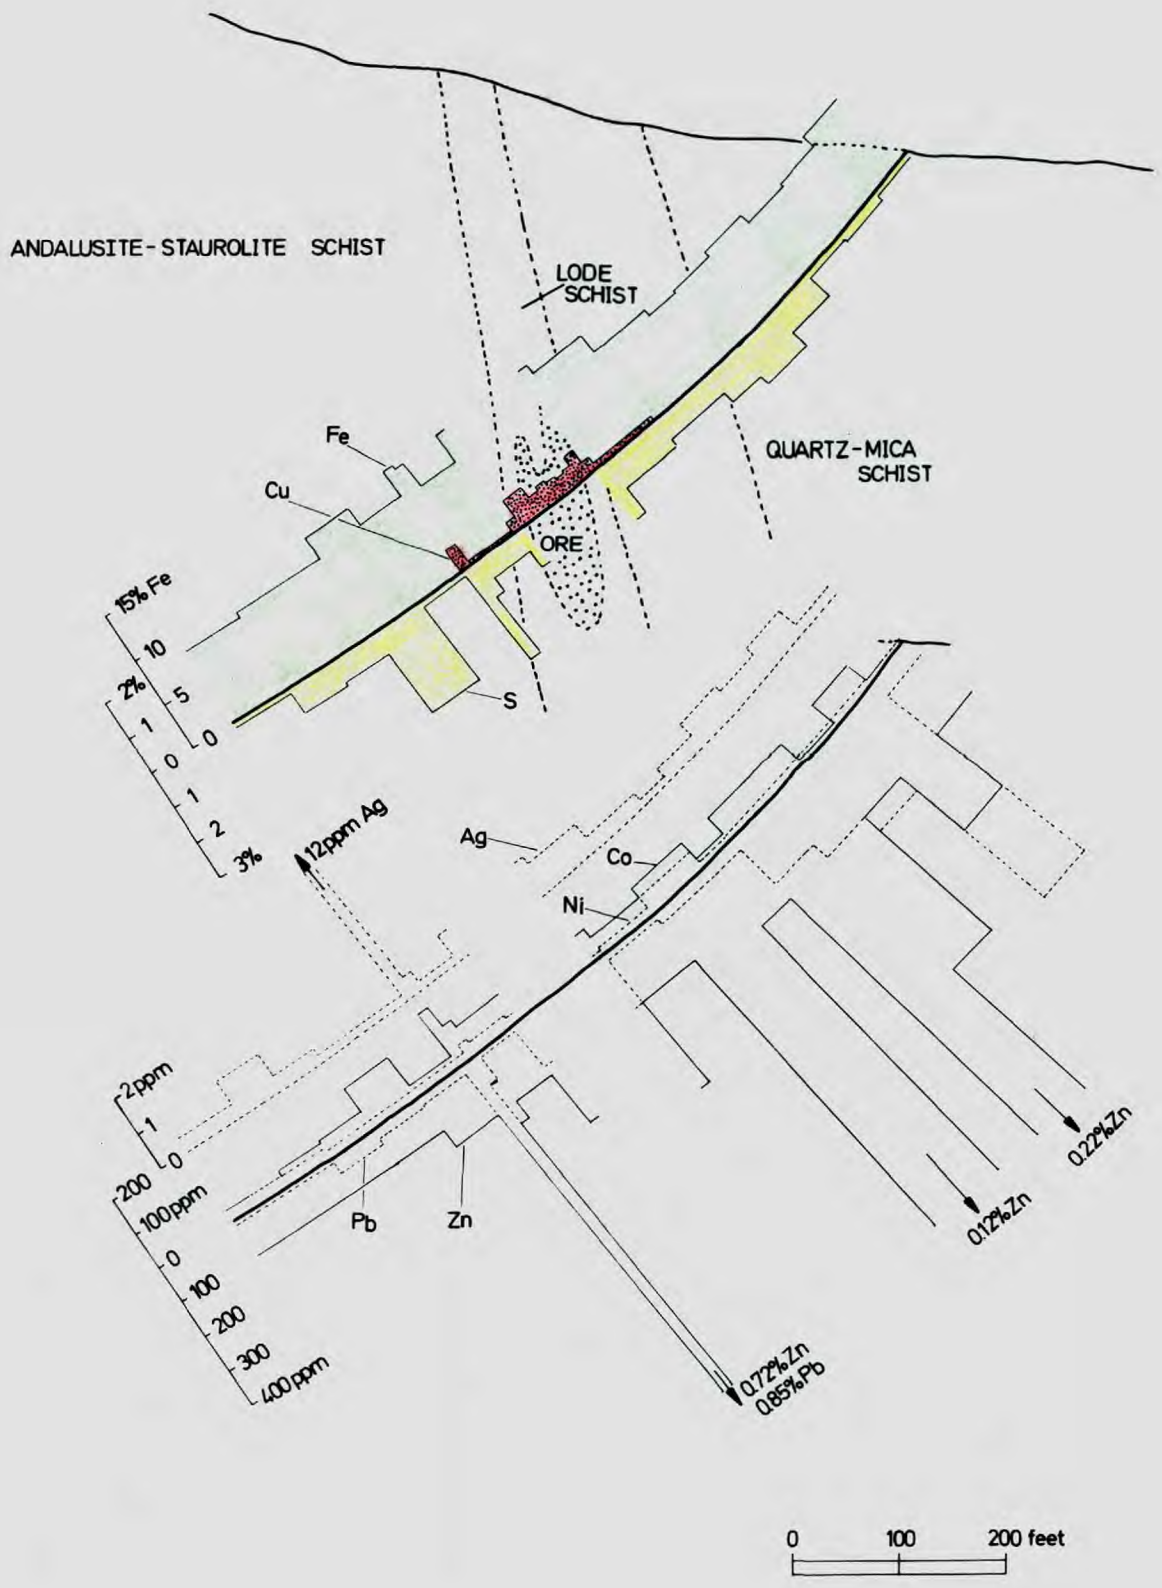 ANDALUSITE-STAUROLITE SCHIST
LODE
SCHIST
Fe
Cu
QUARTZ-MICA
SCHIST
ORE
S
15% Fe
10
5
0
2%
1
0
1
2
3%
12ppm Ag
Ag
Co
Ni
2ppm
1
0
200
100ppm
0
100
200
300
400ppm
Pb
Zn
0.22%Zn
0.12%Zn
0.72%Zn
0.85%Pb
0 100 200 feet